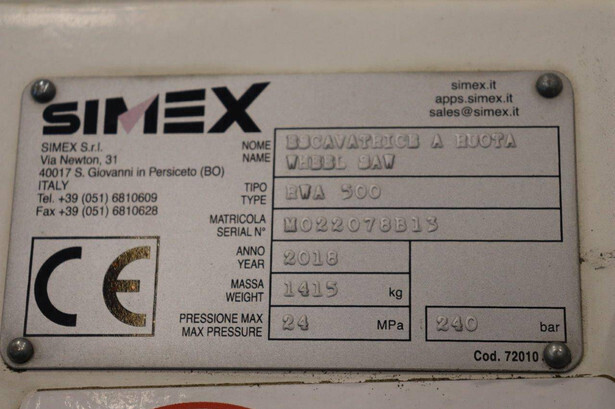 SIMEX
simex.it
apps.simex.it
sales@simex.it
SIMEX S.r.l.
Via Newton, 31
40017 S. Giovanni in Persiceto (BO)
ITALY
Tel. +39 (051) 6810609
Fax +39 (051) 6810628
NOME
NAME
ESCAVATRICE A RUOTA
WHEEL SAW
TIPO
TYPE
RWA 500
MATRICOLA
SERIAL N°
M022078B13
ANNO
YEAR
2018
MASSA
WEIGHT
1415 kg
PRESSIONE MAX
MAX PRESSURE
24 MPa
240 bar
CE
Cod. 72010